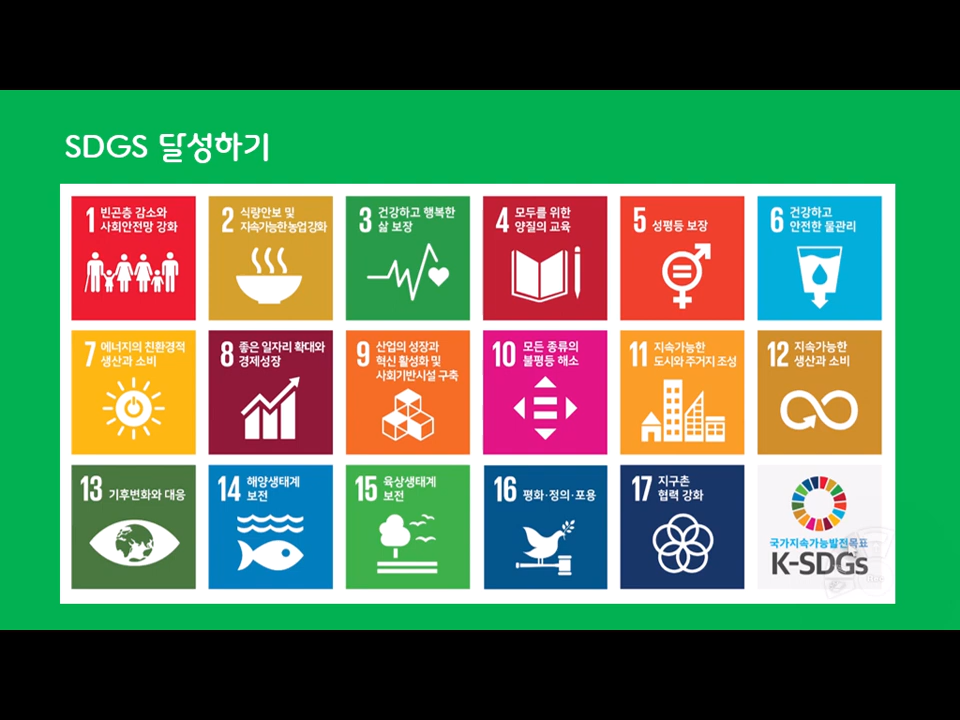 SDGS 달성하기
1 빈곤층 감소와
사회안전망 강화
2 식량안보 및
지속가능한 농업 강화
3 건강하고 행복한
삶 보장
4 모두를 위한
양질의 교육
5 성평등 보장
6 건강하고
안전한 물관리
7 에너지의 친환경적
생산과 소비
8 좋은 일자리 확대와
경제성장
9 산업의 성장과
혁신 활성화 및
사회기반시설 구축
10 모든 종류의
불평등 해소
11 지속가능한
도시와 주거지 조성
12 지속가능한
생산과 소비
13 기후변화와 대응
14 해양생태계
보전
15 육상생태계
보전
16 평화·정의·포용
17 지구촌
협력 강화
국가지속가능발전목표
K-SDGs